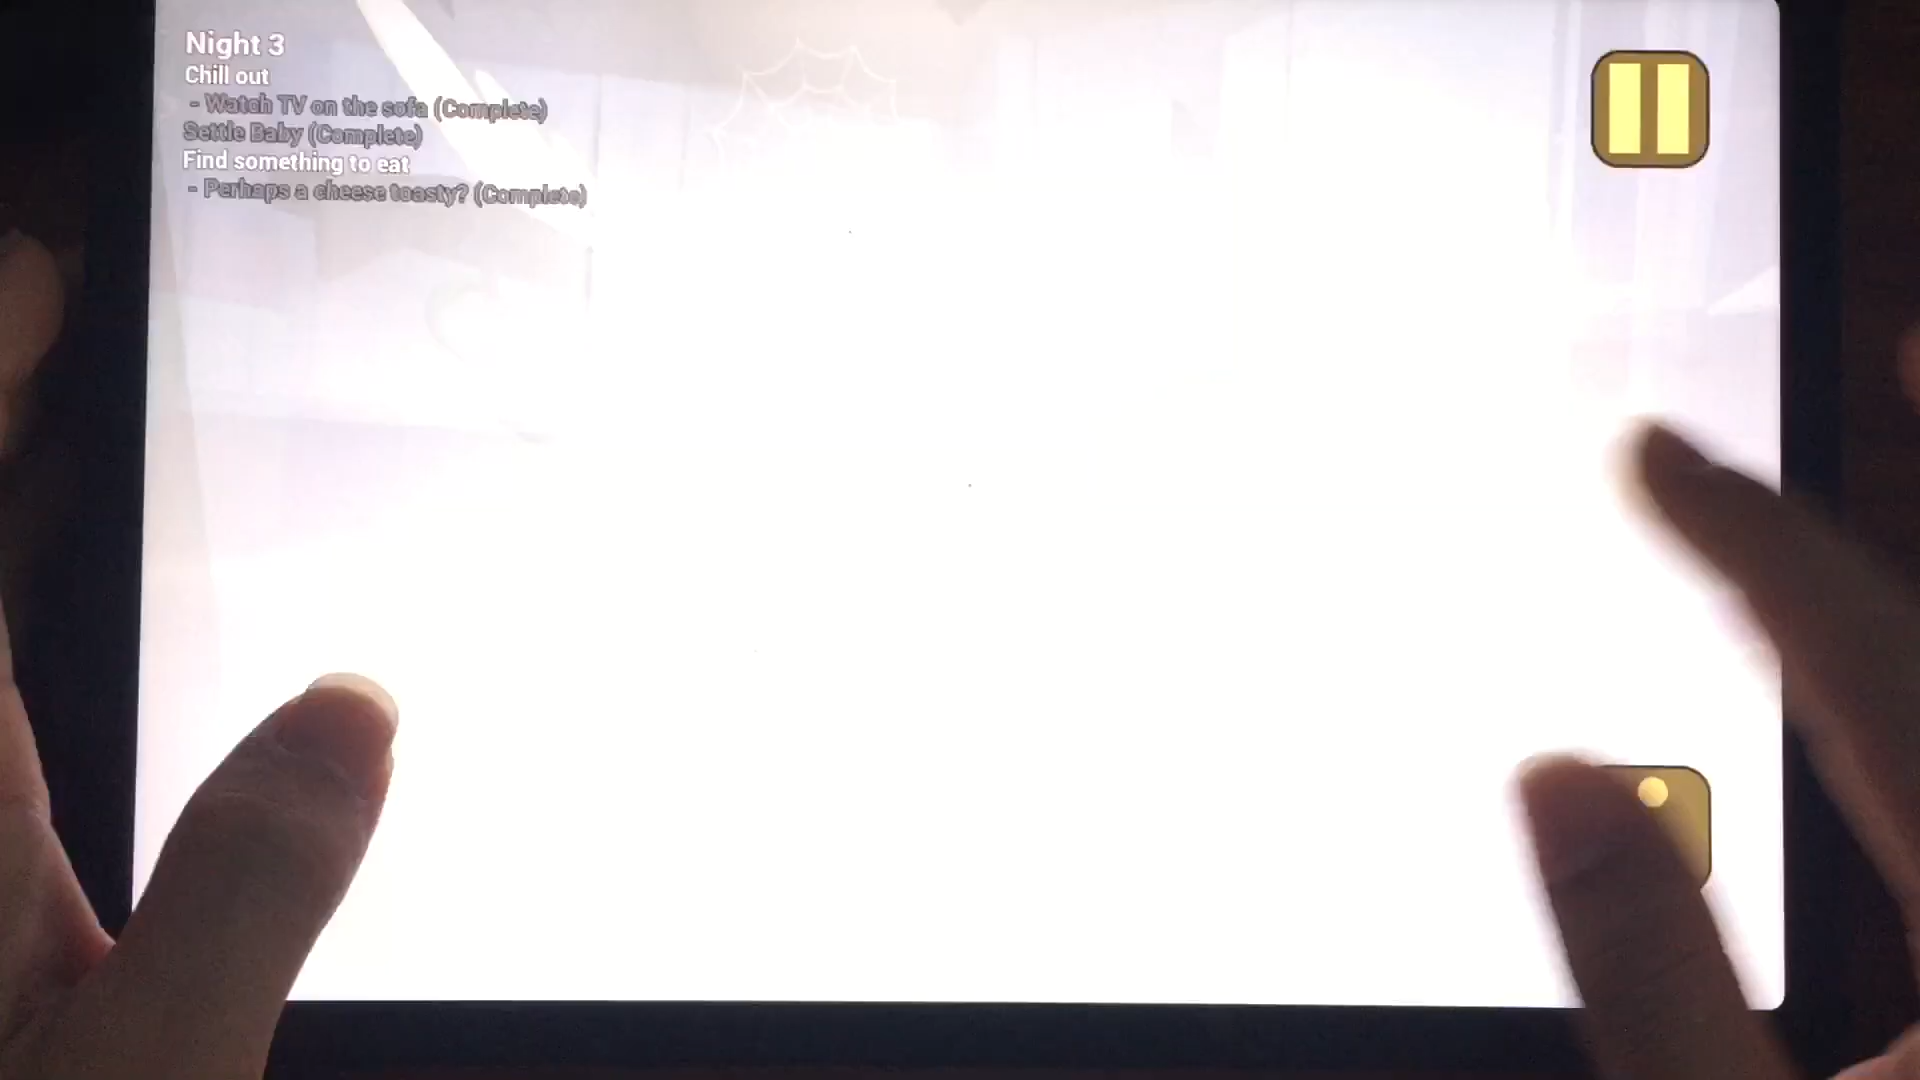 Night 3
Chill out
- Watch TV on the sofa (Complete)
Settle Baby (Complete)
Find something to eat
- Perhaps a cheese toasty? (Complete)